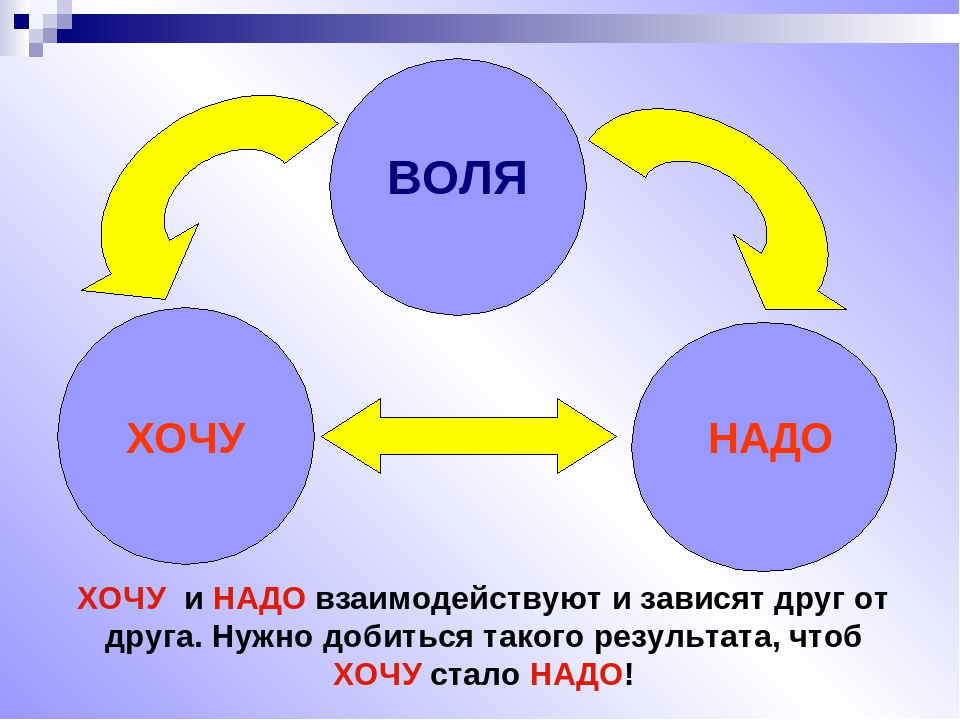 ВОЛЯ
ХОЧУ
НАДО
ХОЧУ и НАДО взаимодействуют и зависят друг от
друга. Нужно добиться такого результата, чтоб
ХОЧУ стало НАДО!